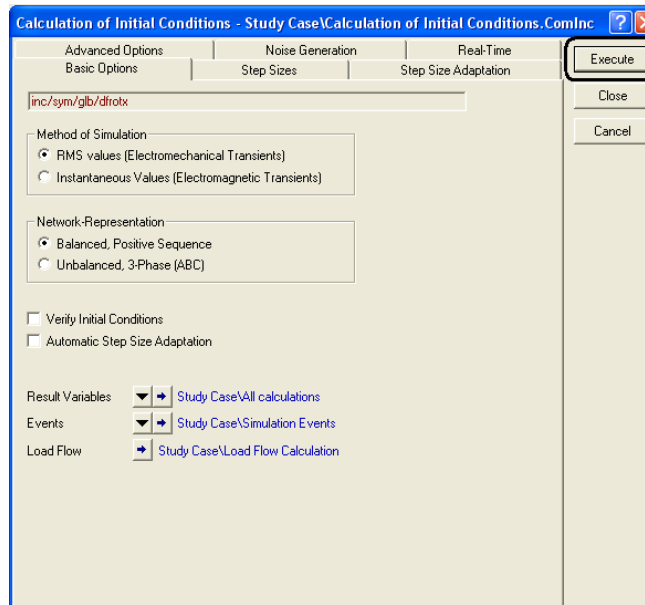 Calculation of Initial Conditions - Study Case\Calculation of Initial Conditions.ComInc ?
Advanced Options Noise Generation Real-Time
Basic Options Step Sizes Step Size Adaptation
Execute
Close
Cancel
inc/sym/glb/dfrotx
Method of Simulation
RMS values (Electromechanical Transients)
Instantaneous Values (Electromagnetic Transients)
Network-Representation
Balanced, Positive Sequence
Unbalanced, 3-Phase (ABC)
Verify Initial Conditions
Automatic Step Size Adaptation
Result Variables Study Case\All calculations
Events Study Case\Simulation Events
Load Flow Study Case\Load Flow Calculation